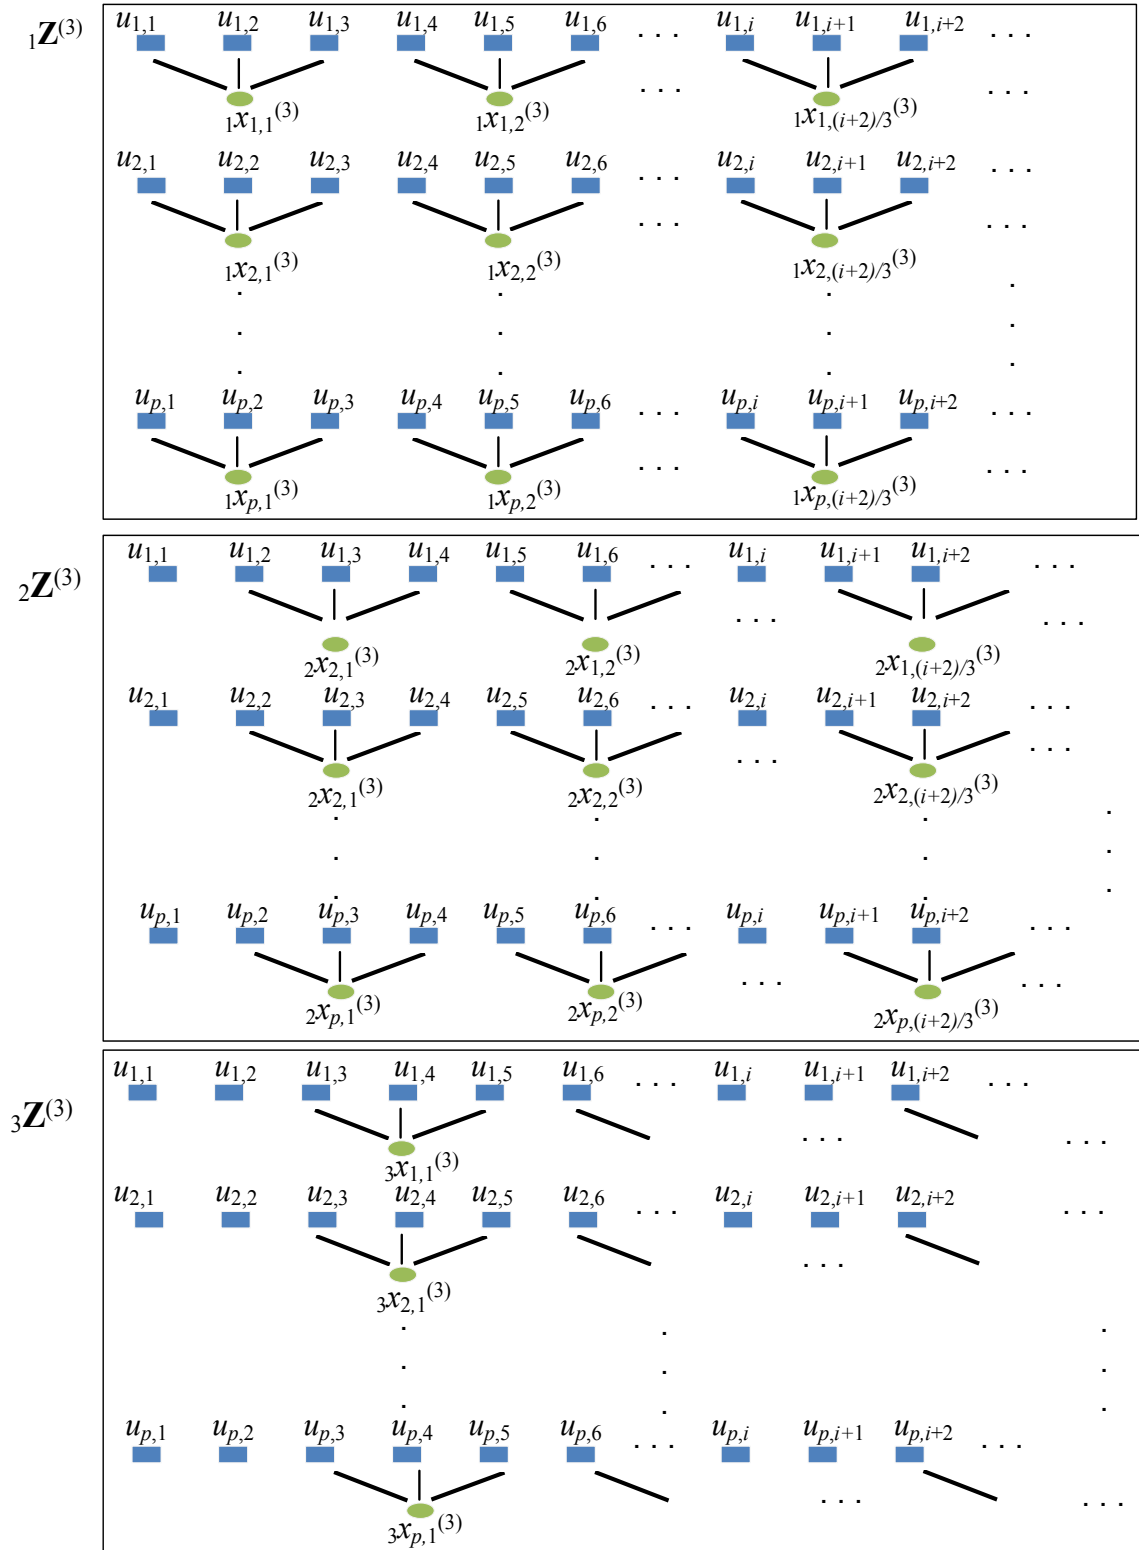 ₁Z⁽³⁾
u₁,₁ u₁,₂ u₁,₃ u₁,₄ u₁,₅ u₁,₆ . . . u₁,ᵢ u₁,ᵢ₊₁ u₁,ᵢ₊₂ . . .
. . . . . .
₁x₁,₁⁽³⁾ ₁x₁,₂⁽³⁾ ₁x₁,₍ᵢ₊₂₎/₃⁽³⁾
u₂,₁ u₂,₂ u₂,₃ u₂,₄ u₂,₅ u₂,₆ . . . u₂,ᵢ u₂,ᵢ₊₁ u₂,ᵢ₊₂ . . .
. . . . . .
₁x₂,₁⁽³⁾ ₁x₂,₂⁽³⁾ ₁x₂,₍ᵢ₊₂₎/₃⁽³⁾
. . . .
. . . .
. . . .
uₚ,₁ uₚ,₂ uₚ,₃ uₚ,₄ uₚ,₅ uₚ,₆ . . . uₚ,ᵢ uₚ,ᵢ₊₁ uₚ,ᵢ₊₂ . . .
. . . . . .
₁xₚ,₁⁽³⁾ ₁xₚ,₂⁽³⁾ ₁xₚ,₍ᵢ₊₂₎/₃⁽³⁾
₂Z⁽³⁾
u₁,₁ u₁,₂ u₁,₃ u₁,₄ u₁,₅ u₁,₆ . . . u₁,ᵢ u₁,ᵢ₊₁ u₁,ᵢ₊₂ . . .
. . . . . .
₂x₂,₁⁽³⁾ ₂x₁,₂⁽³⁾ ₂x₁,₍ᵢ₊₂₎/₃⁽³⁾
u₂,₁ u₂,₂ u₂,₃ u₂,₄ u₂,₅ u₂,₆ . . . u₂,ᵢ u₂,ᵢ₊₁ u₂,ᵢ₊₂ . . .
. . . . . .
₂x₂,₁⁽³⁾ ₂x₂,₂⁽³⁾ ₂x₂,₍ᵢ₊₂₎/₃⁽³⁾
. . . .
. . . .
. . . .
uₚ,₁ uₚ,₂ uₚ,₃ uₚ,₄ uₚ,₅ uₚ,₆ . . . uₚ,ᵢ uₚ,ᵢ₊₁ uₚ,ᵢ₊₂ . . .
. . . . . .
₂xₚ,₁⁽³⁾ ₂xₚ,₂⁽³⁾ ₂xₚ,₍ᵢ₊₂₎/₃⁽³⁾
₃Z⁽³⁾
u₁,₁ u₁,₂ u₁,₃ u₁,₄ u₁,₅ u₁,₆ . . . u₁,ᵢ u₁,ᵢ₊₁ u₁,ᵢ₊₂ . . .
. . . . . .
₃x₁,₁⁽³⁾
u₂,₁ u₂,₂ u₂,₃ u₂,₄ u₂,₅ u₂,₆ . . . u₂,ᵢ u₂,ᵢ₊₁ u₂,ᵢ₊₂ . . .
. . .
₃x₂,₁⁽³⁾
. . .
. . .
. . .
uₚ,₁ uₚ,₂ uₚ,₃ uₚ,₄ uₚ,₅ uₚ,₆ . . . uₚ,ᵢ uₚ,ᵢ₊₁ uₚ,ᵢ₊₂ . . .
. . . . . .
₃xₚ,₁⁽³⁾